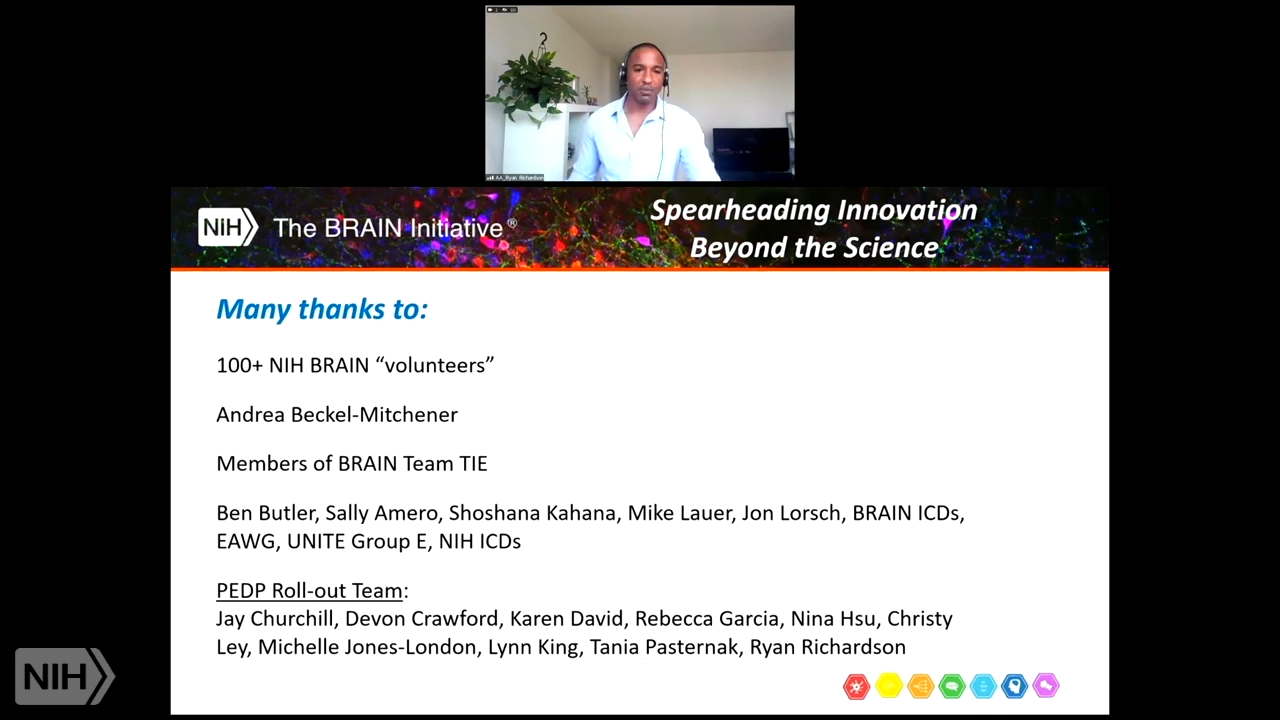 AA_Ryan Richardson
NIH
The BRAIN Initiative®
Spearheading Innovation
Beyond the Science
Many thanks to:
100+ NIH BRAIN “volunteers”
Andrea Beckel-Mitchener
Members of BRAIN Team TIE
Ben Butler, Sally Amero, Shoshana Kahana, Mike Lauer, Jon Lorsch, BRAIN ICDs,
EAWG, UNITE Group E, NIH ICDs
PEDP Roll-out Team:
Jay Churchill, Devon Crawford, Karen David, Rebecca Garcia, Nina Hsu, Christy
Ley, Michelle Jones-London, Lynn King, Tania Pasternak, Ryan Richardson
NIH